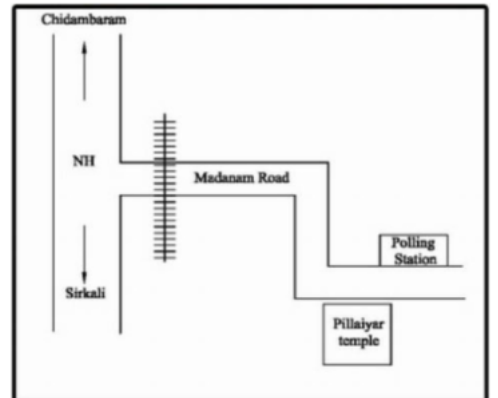 Chidambaram
NH
Madanam Road
Polling
Station
Sirkali
Pillaiyar
temple